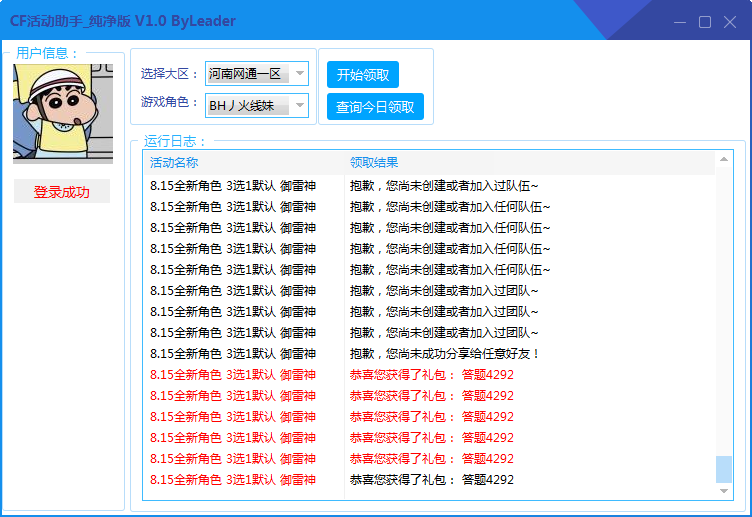 CF活动助手_纯净版 V1.0 ByLeader
用户信息：
登录成功
选择大区： 河南网通一区
游戏角色： BH丿火线妹
开始领取
查询今日领取
运行日志：
活动名称 领取结果
8.15全新角色 3选1默认 御雷神 抱歉，您尚未创建或者加入过队伍~
8.15全新角色 3选1默认 御雷神 抱歉，您尚未创建或者加入任何队伍~
8.15全新角色 3选1默认 御雷神 抱歉，您尚未创建或者加入任何队伍~
8.15全新角色 3选1默认 御雷神 抱歉，您尚未创建或者加入任何队伍~
8.15全新角色 3选1默认 御雷神 抱歉，您尚未创建或者加入任何队伍~
8.15全新角色 3选1默认 御雷神 抱歉，您尚未创建或者加入过团队~
8.15全新角色 3选1默认 御雷神 抱歉，您尚未创建或者加入过团队~
8.15全新角色 3选1默认 御雷神 抱歉，您尚未创建或者加入过团队~
8.15全新角色 3选1默认 御雷神 抱歉，您尚未成功分享给任意好友！
8.15全新角色 3选1默认 御雷神 恭喜您获得了礼包： 答题4292
8.15全新角色 3选1默认 御雷神 恭喜您获得了礼包： 答题4292
8.15全新角色 3选1默认 御雷神 恭喜您获得了礼包： 答题4292
8.15全新角色 3选1默认 御雷神 恭喜您获得了礼包： 答题4292
8.15全新角色 3选1默认 御雷神 恭喜您获得了礼包： 答题4292
8.15全新角色 3选1默认 御雷神 恭喜您获得了礼包： 答题4292